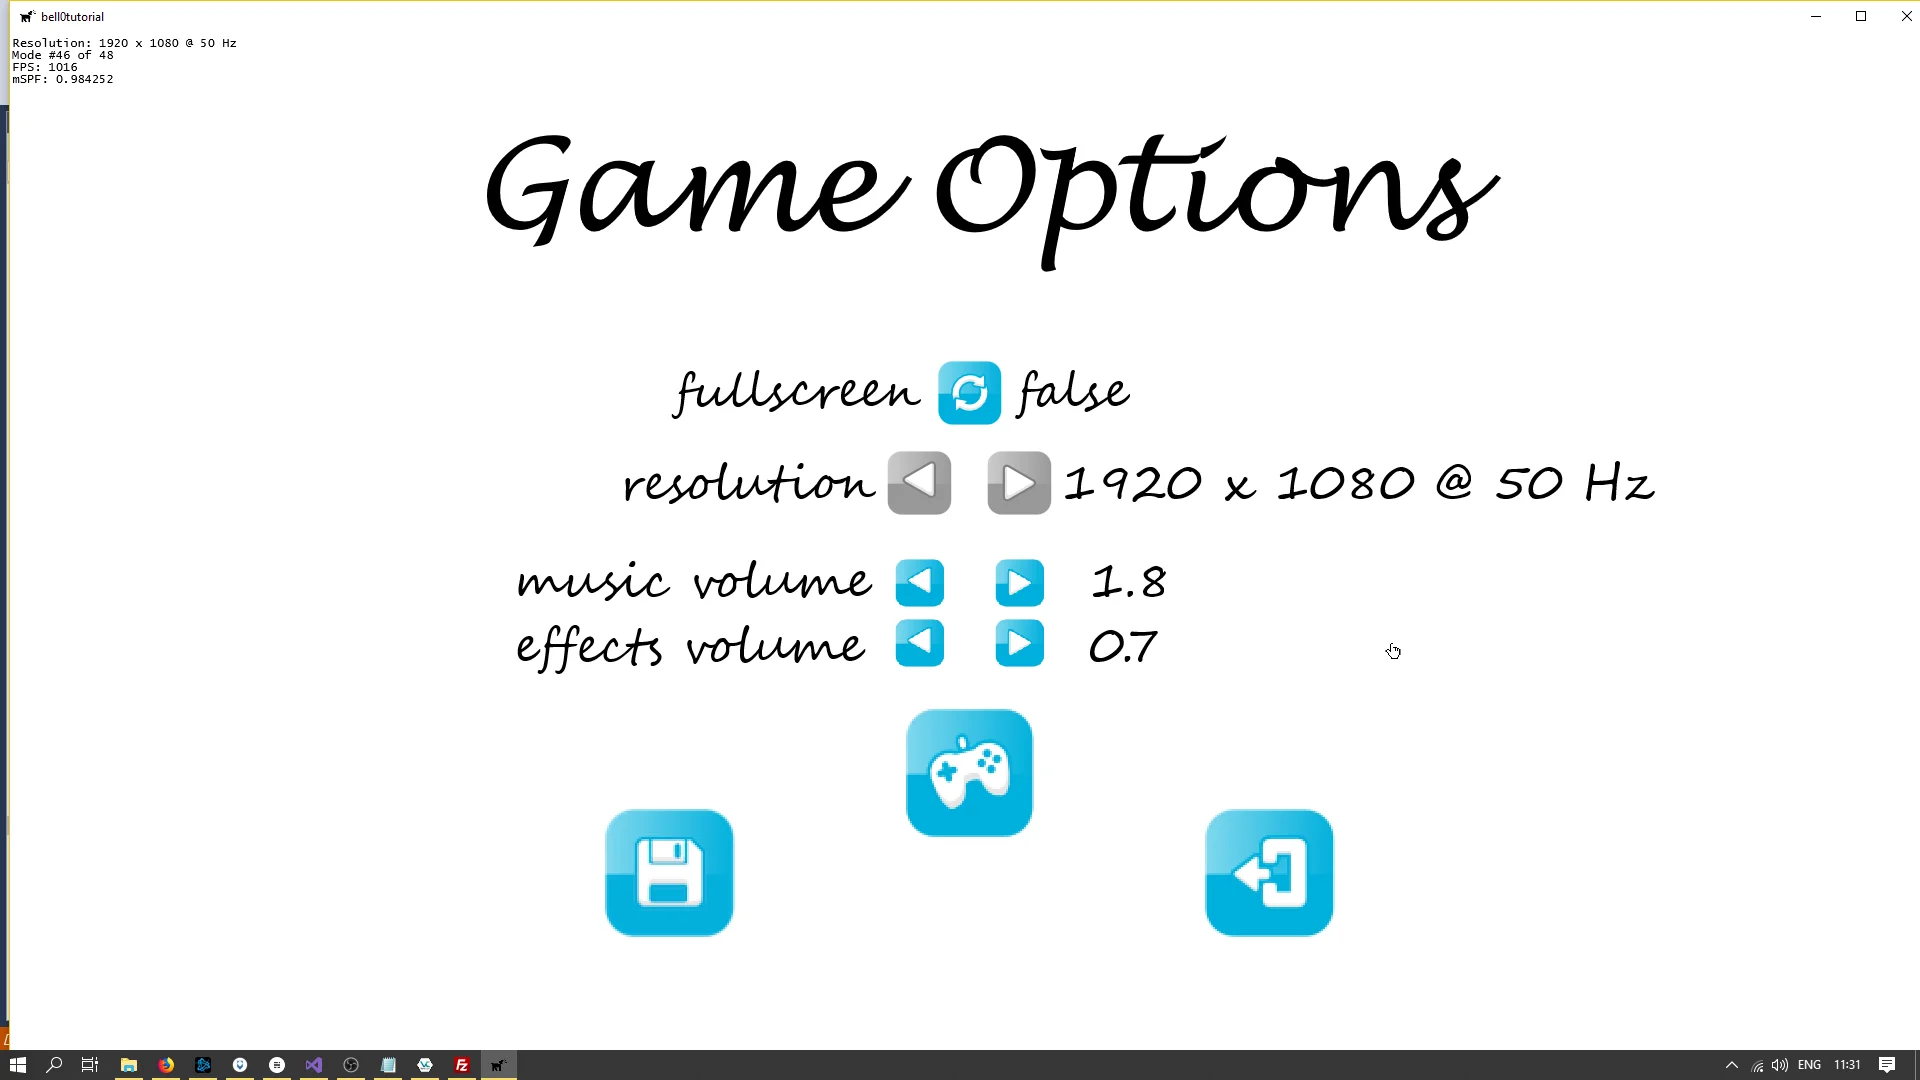 bell0tutorial
Resolution: 1920 x 1080 @ 50 Hz
Mode #46 of 48
FPS: 1016
mSPF: 0.984252
Game Options
fullscreen false
resolution 1920 x 1080 @ 50 Hz
music volume 1.8
effects volume 0.7
ENG 11:31